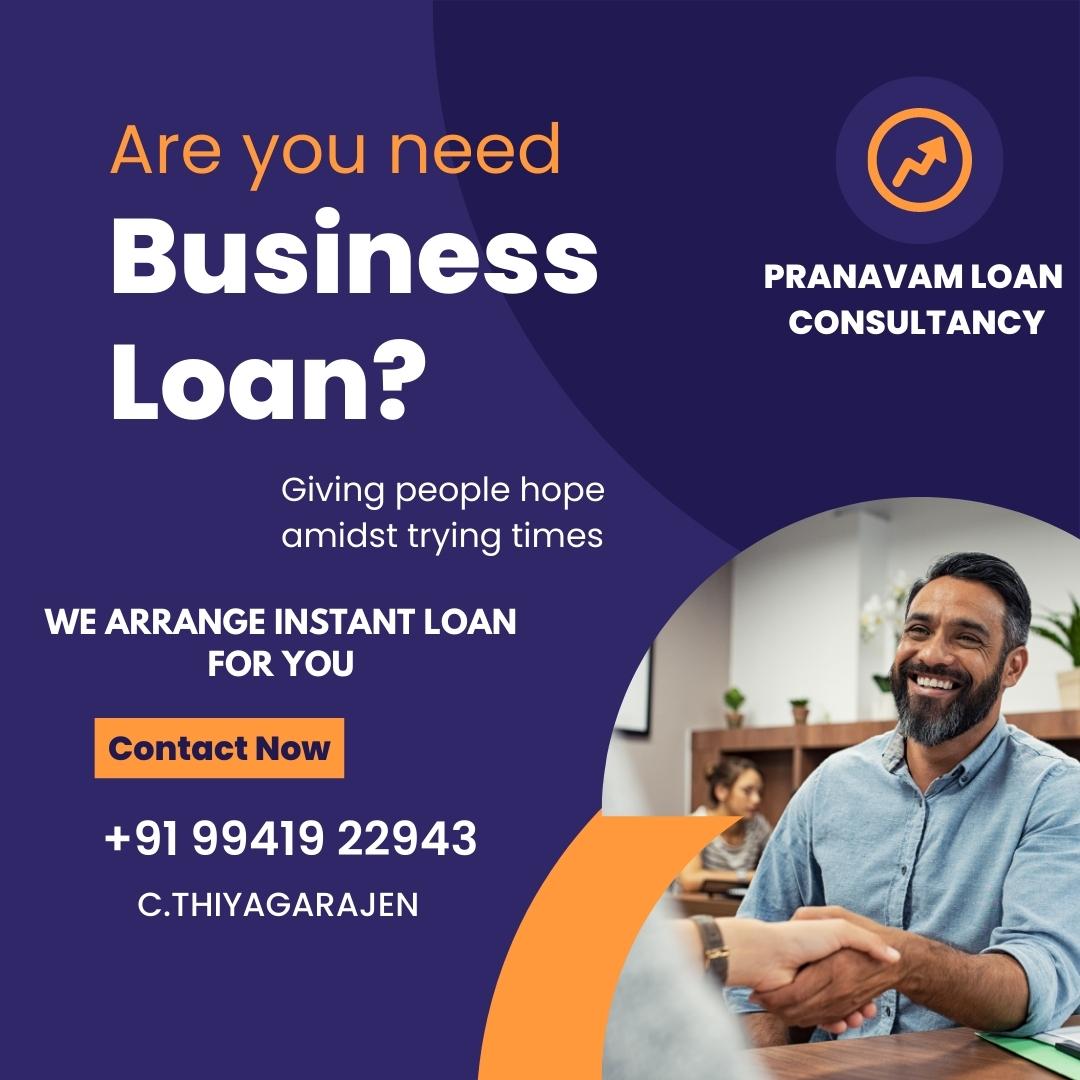 Are you need
Business
Loan?
PRANAVAM LOAN
CONSULTANCY
Giving people hope
amidst trying times
WE ARRANGE INSTANT LOAN
FOR YOU
Contact Now
+91 99419 22943
C.THIYAGARAJEN